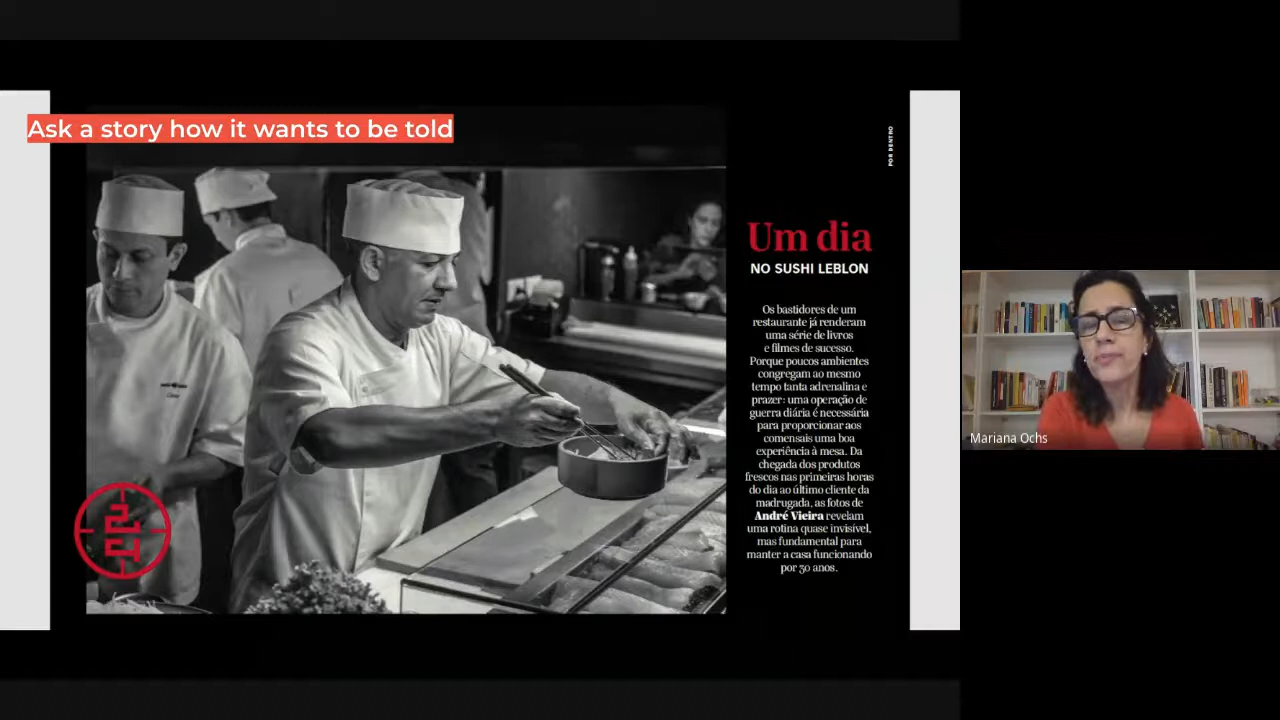 Ask a story how it wants to be told
POR DENTRO
Um dia
NO SUSHI LEBLON
Os bastidores de um
restaurante já renderam
uma série de livros
e filmes de sucesso.
Porque poucos ambientes
congregam ao mesmo
tempo tanta adrenalina e
prazer: uma operação de
guerra diária é necessária
para proporcionar aos
comensais uma boa
experiência à mesa. Da
chegada dos produtos
frescos nas primeiras horas
do dia ao último cliente da
madrugada, as fotos de
André Vieira revelam
uma rotina quase invisível,
mas fundamental para
manter a casa funcionando
por 30 anos.
Mariana Ochs